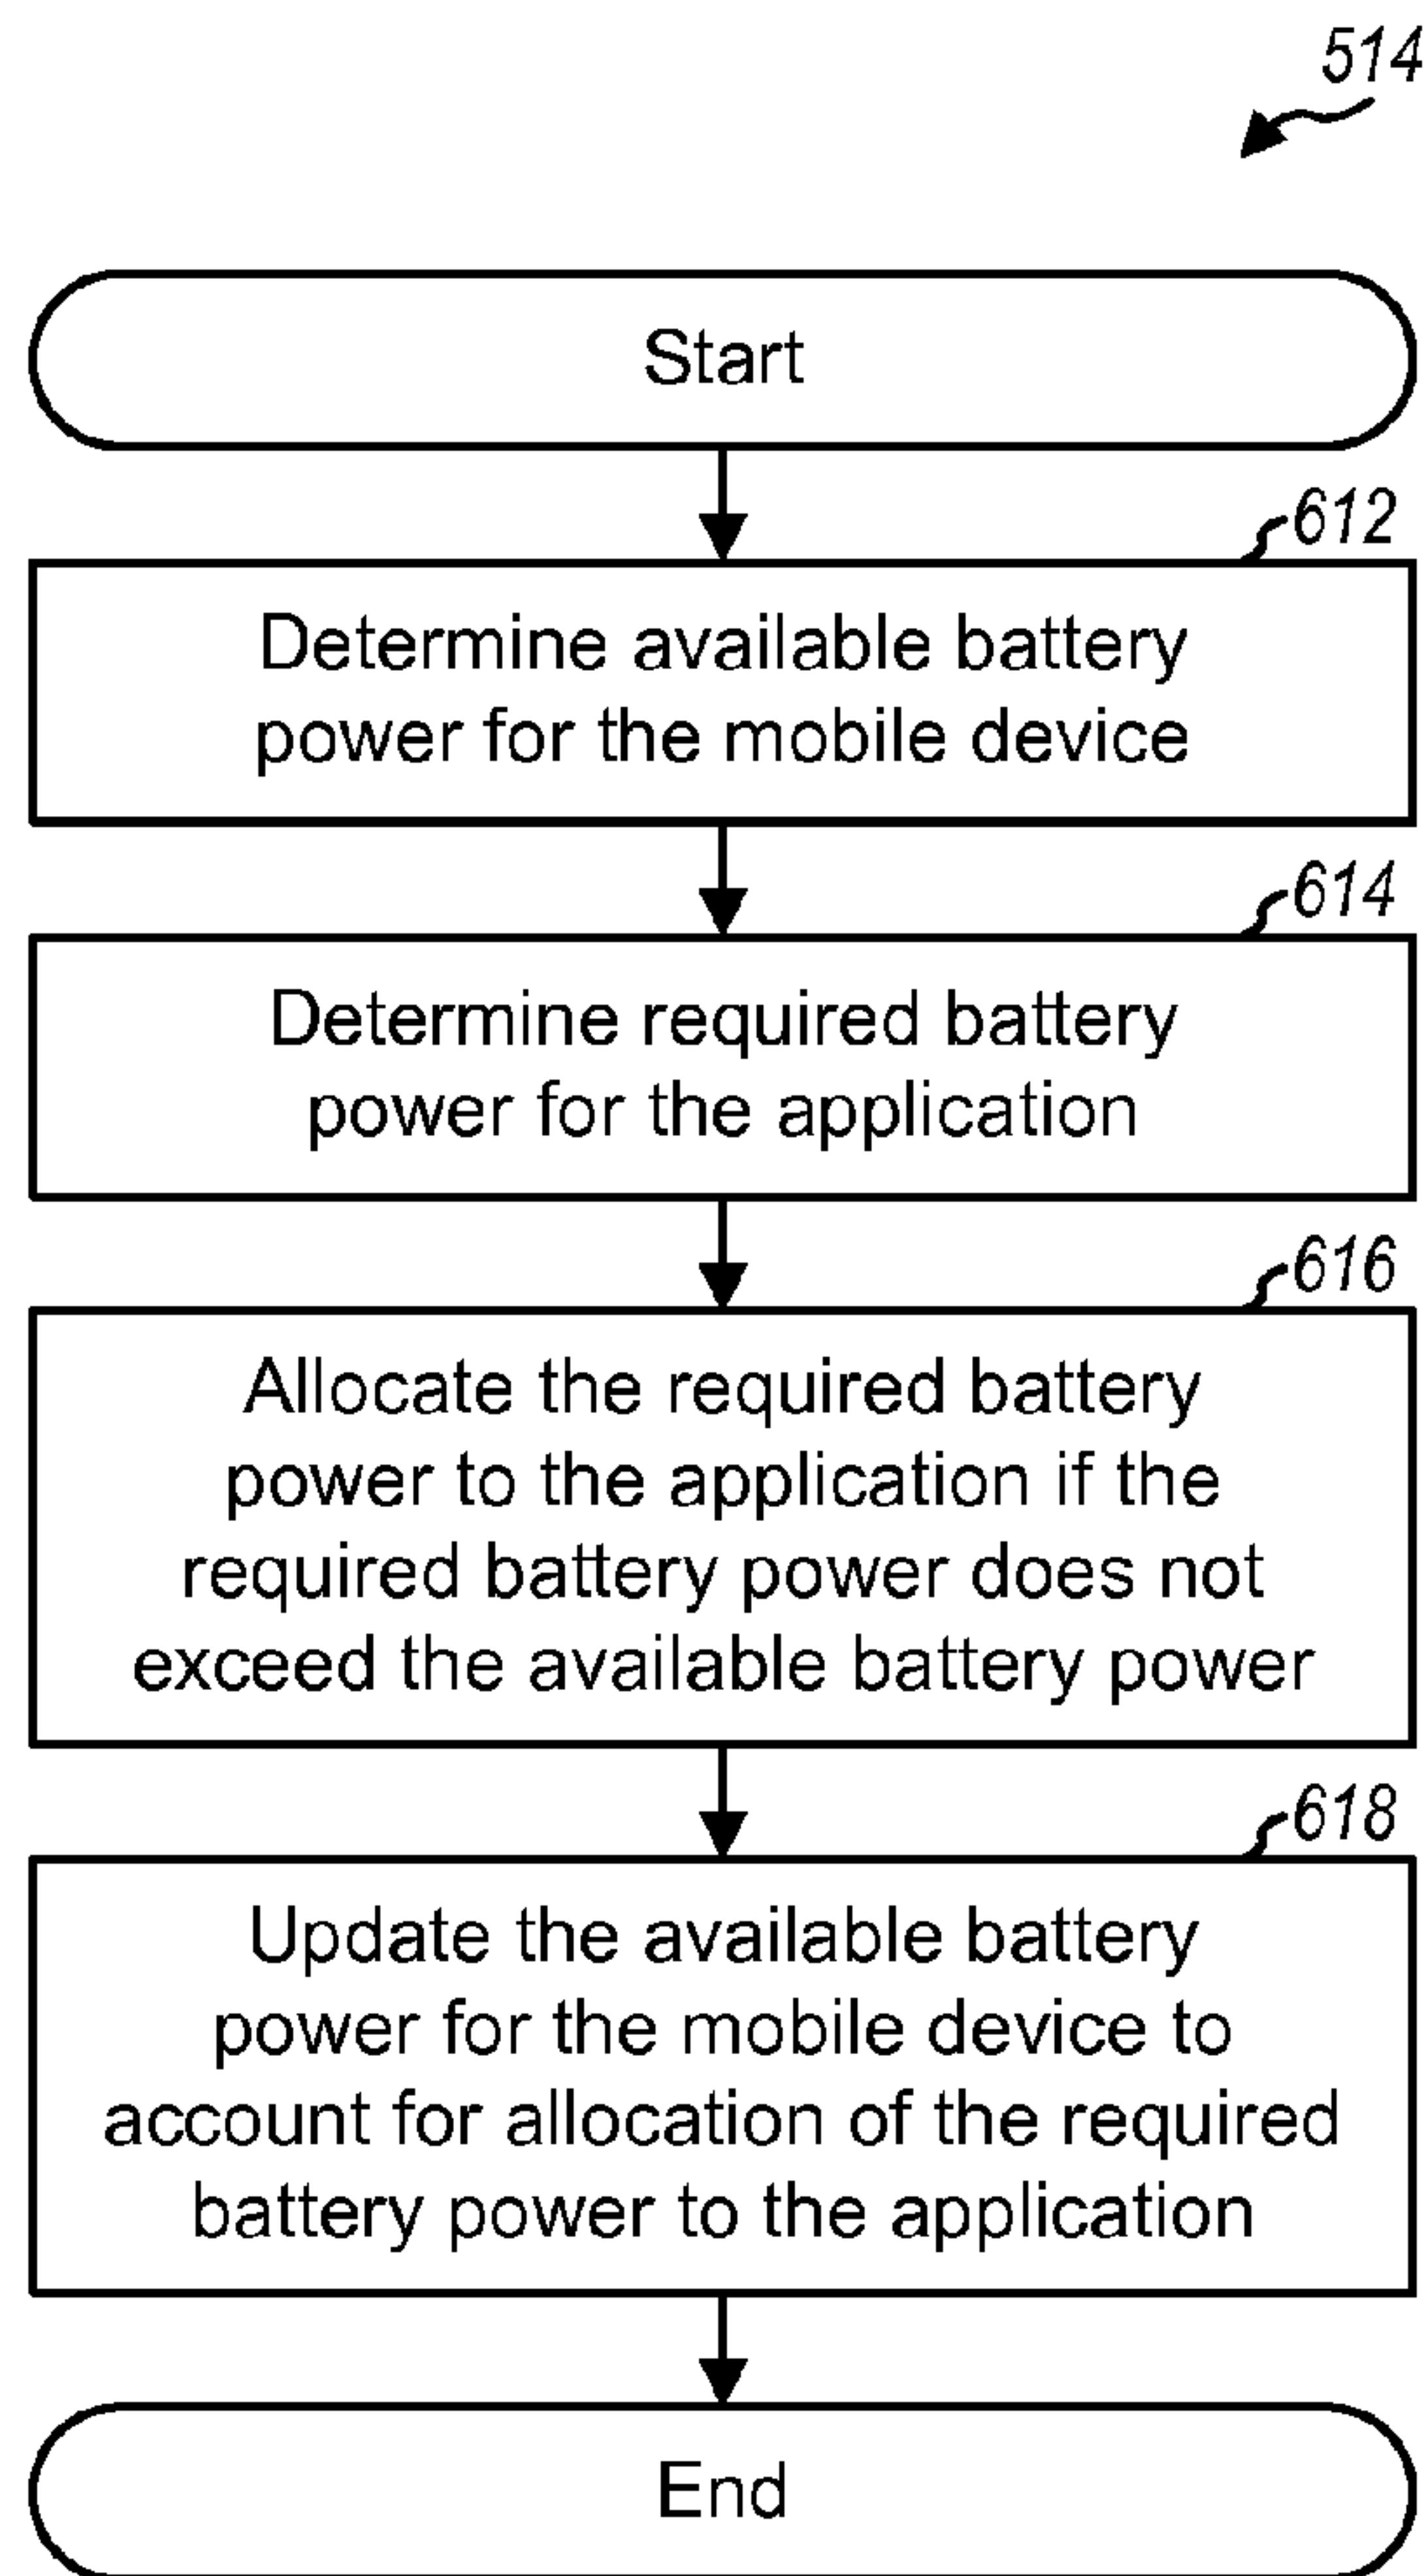 514
Start
612
Determine available battery
power for the mobile device
614
Determine required battery
power for the application
616
Allocate the required battery
power to the application if the
required battery power does not
exceed the available battery power
618
Update the available battery
power for the mobile device to
account for allocation of the required
battery power to the application
End